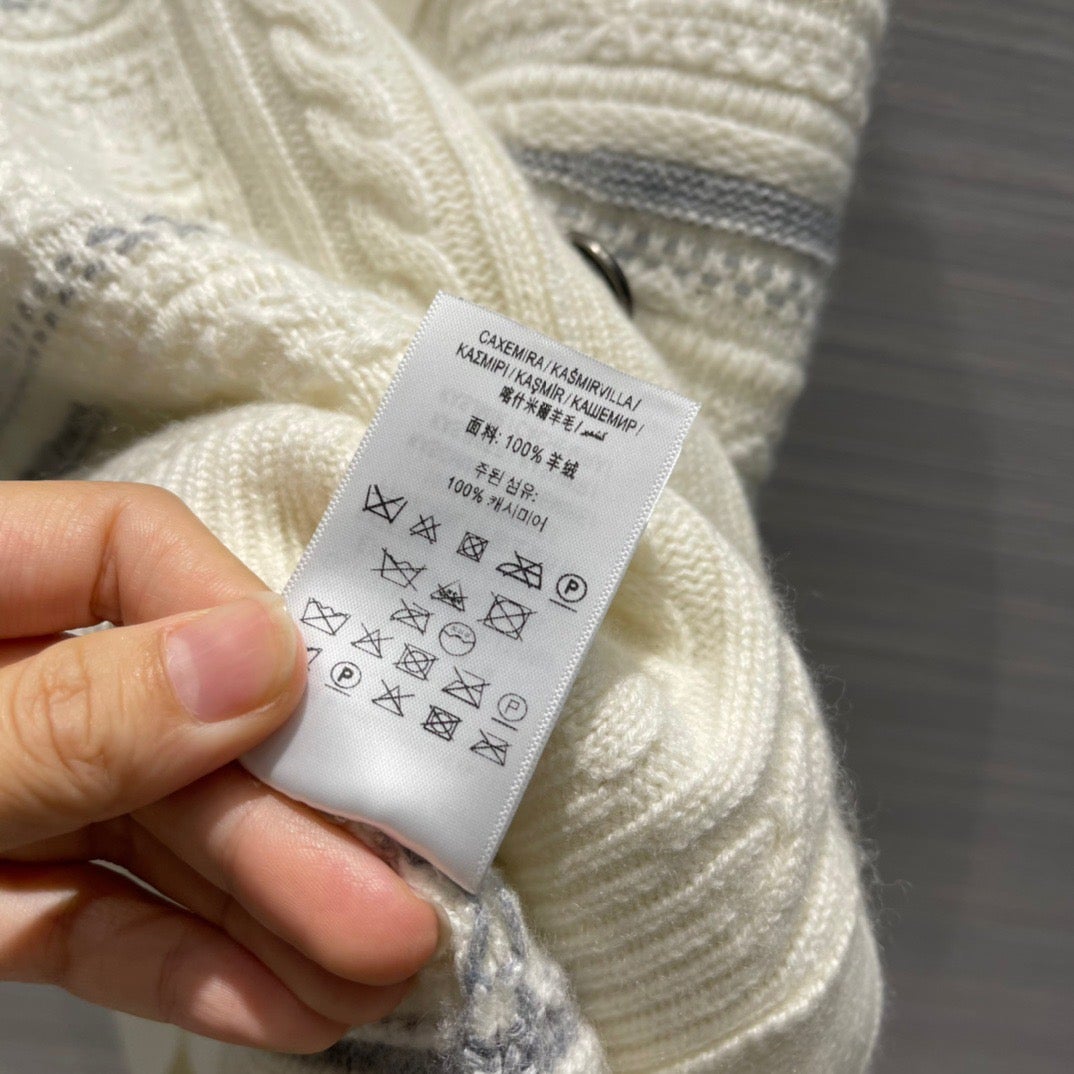 CAXEMIRA / KAŠMIRVILLA /
ΚΑΣΜΙΡΙ / KAŞMİR / КАШЕМИР /
喀什米爾羊毛 / كشمير
面料: 100% 羊绒
주된 섬유:
100% 캐시미어
P
P
P